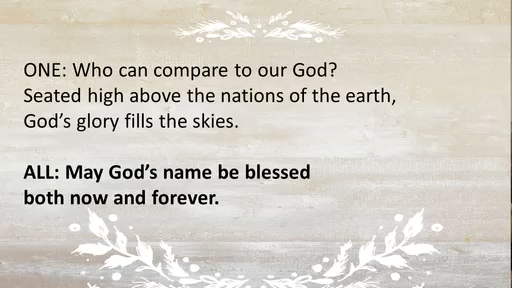 ONE: Who can compare to our God?
Seated high above the nations of the earth,
God’s glory fills the skies.
ALL: May God’s name be blessed
both now and forever.